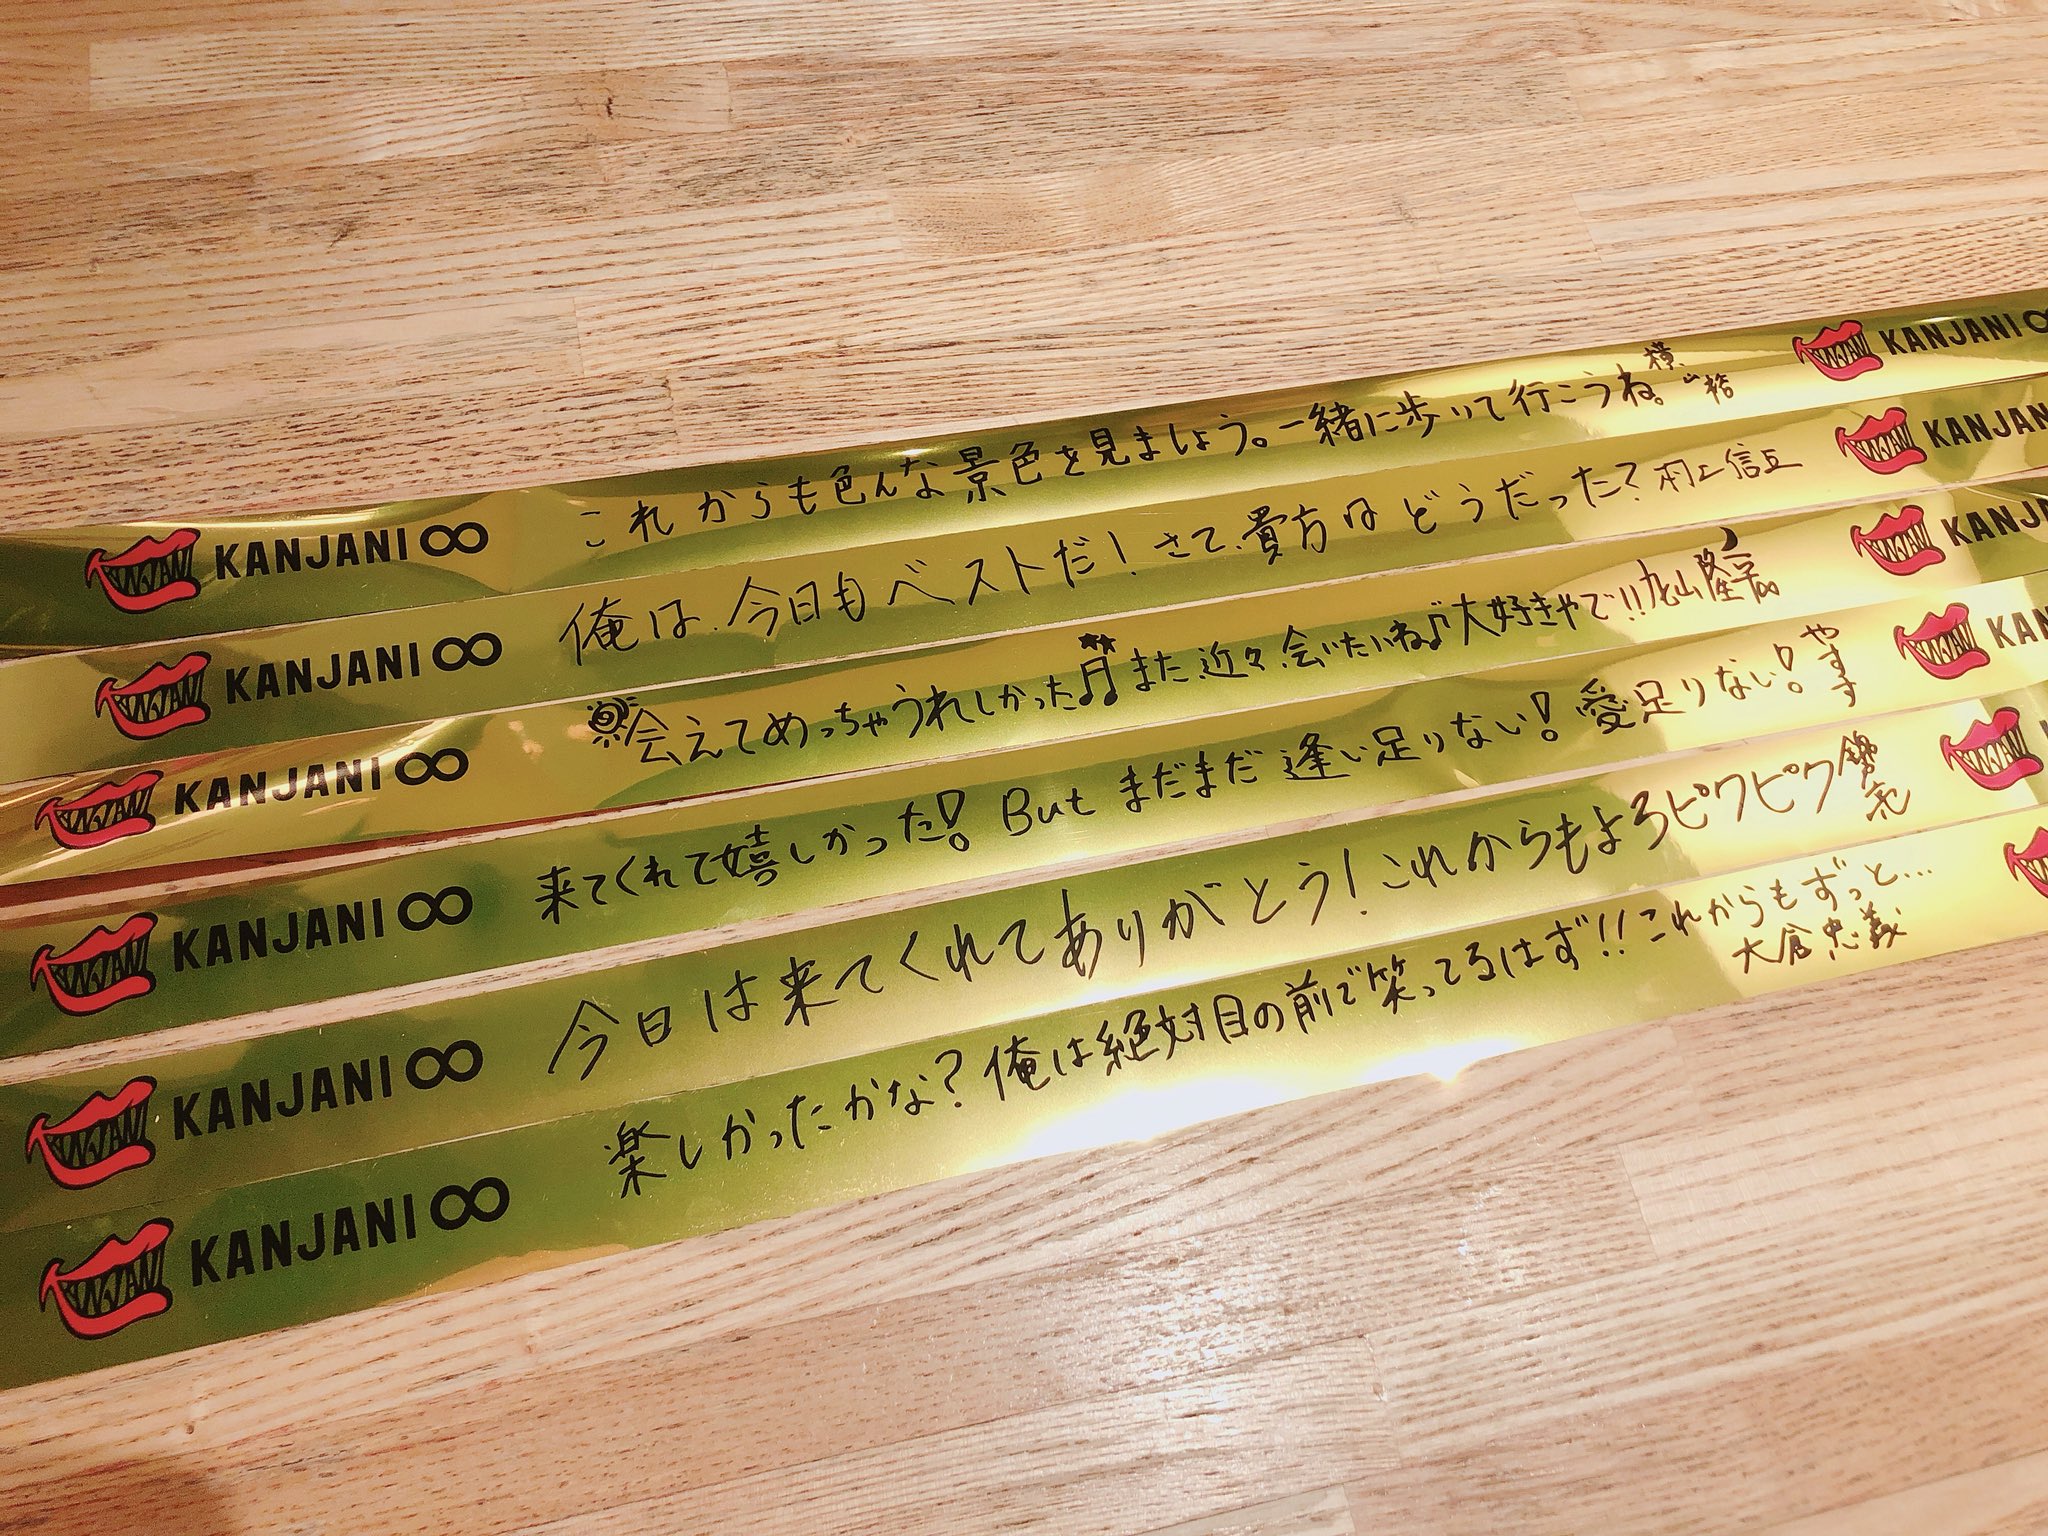 KANJANI∞ これからも色んな景色を見ましょう。一緒に歩いて行こうね。横山裕 KANJANI∞
KANJANI∞ 俺は、今日もベストだ!さて、貴方はどうだった?村上信五 KANJAN
KANJANI∞ 会えてめっちゃうれしかった♫また近々会いたいね♪大好きやで!!丸山隆平 KANJA
KANJANI∞ 来てくれて嬉しかった! But まだまだ逢い足りない!愛足りない!やすす KAN
KANJANI∞ 今日は来てくれてありがとう!これからもよろピクピク 錦戸亮
KANJANI∞ 楽しかったかな?俺は絶対目の前で笑ってるはず!!これからもずっと…
大倉忠義